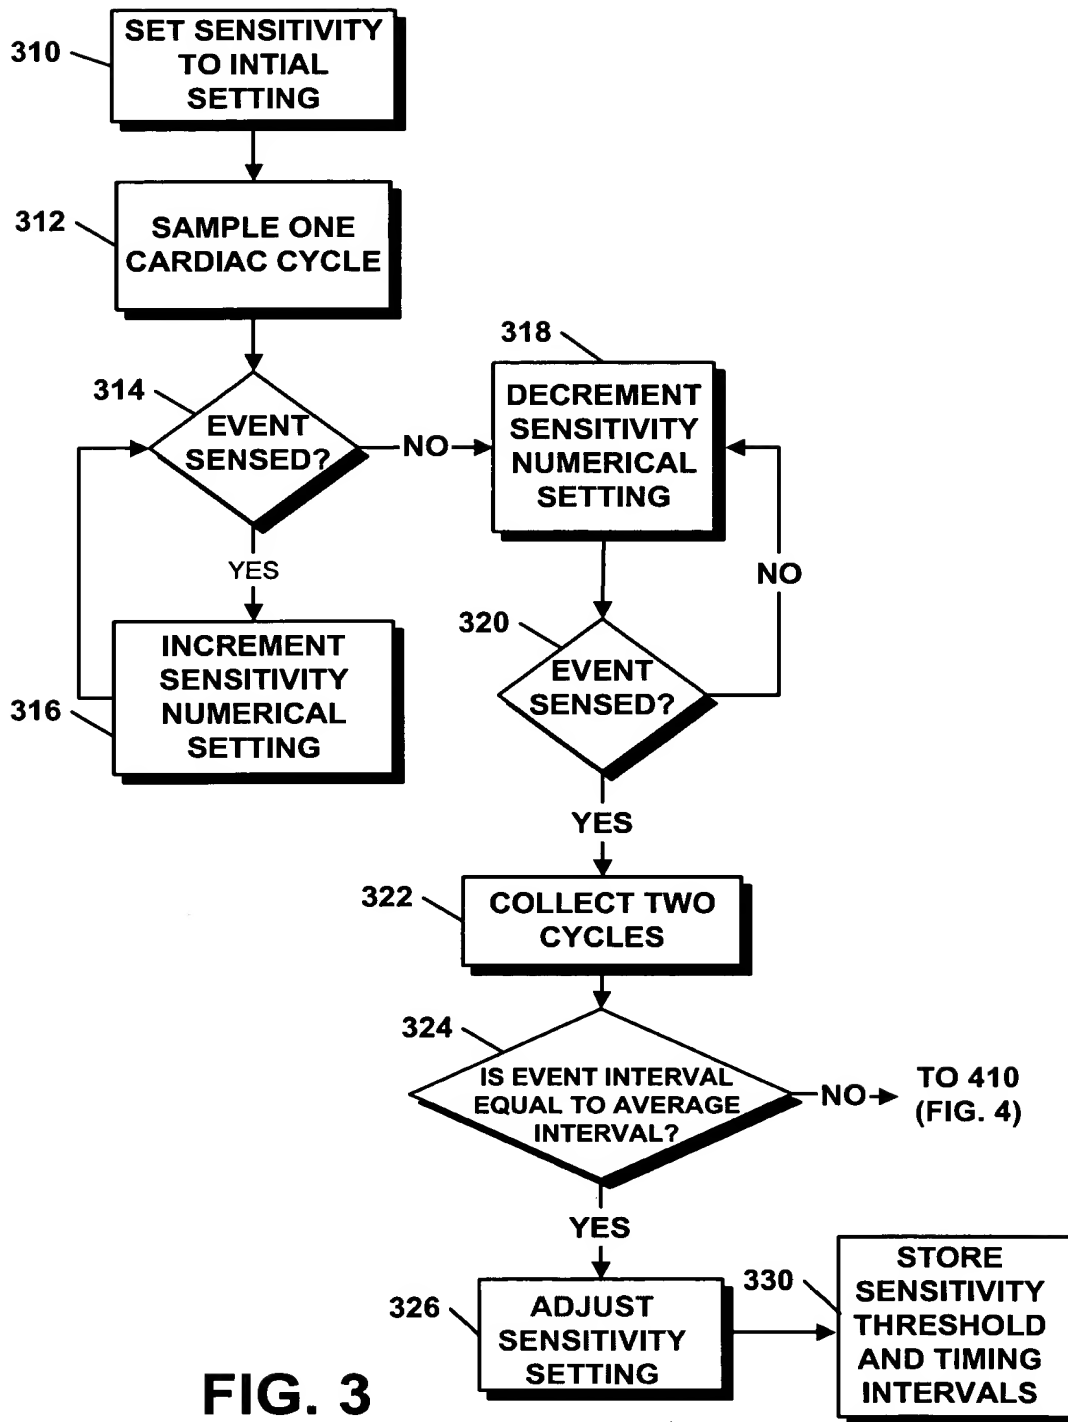 310
SET SENSITIVITY
TO INTIAL
SETTING
312
SAMPLE ONE
CARDIAC CYCLE
314
EVENT
SENSED?
NO
YES
316
INCREMENT
SENSITIVITY
NUMERICAL
SETTING
318
DECREMENT
SENSITIVITY
NUMERICAL
SETTING
320
EVENT
SENSED?
NO
YES
322
COLLECT TWO
CYCLES
324
IS EVENT INTERVAL
EQUAL TO AVERAGE
INTERVAL?
NO
TO 410
(FIG. 4)
YES
326
ADJUST
SENSITIVITY
SETTING
330
STORE
SENSITIVITY
THRESHOLD
AND TIMING
INTERVALS
FIG. 3